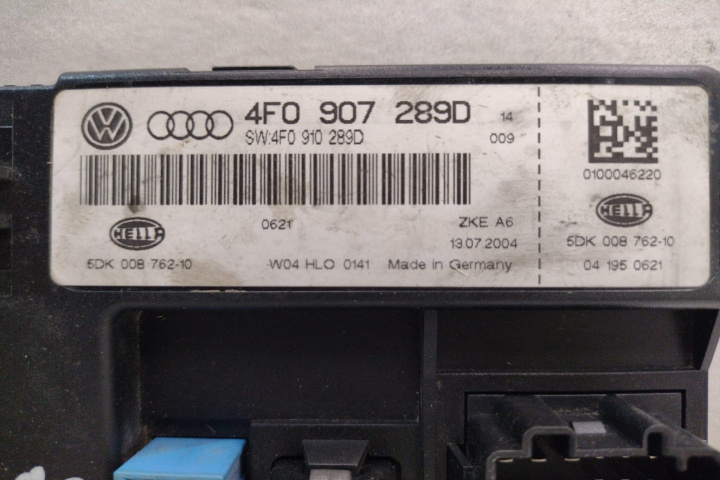 4F0 907 289D
14
SW:4F0 910 289D
009
0621
ZKE A6
13.07.2004
HELLA
5DK 008 762-10
W04 HLO 0141
Made in Germany
0100046220
HELLA
5DK 008 762-10
04 195 0621